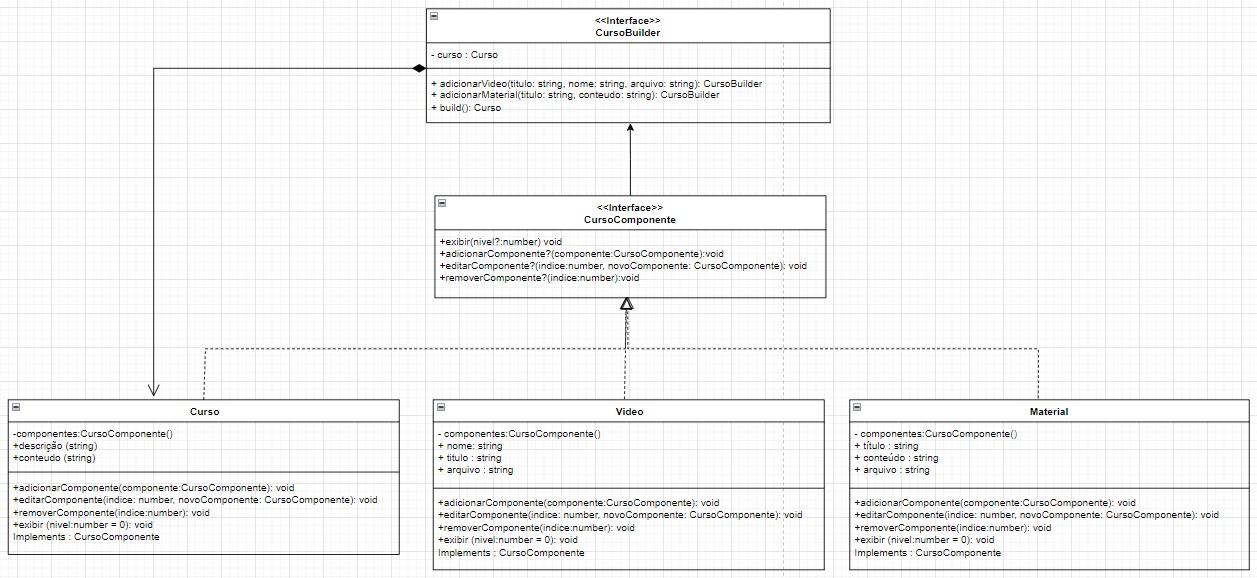 <<Interface>>
CursoBuilder
- curso : Curso
+ adicionarVideo(titulo: string, nome: string, arquivo: string): CursoBuilder
+ adicionarMaterial(titulo: string, conteudo: string): CursoBuilder
+ build(): Curso
<<Interface>>
CursoComponente
+exibir(nivel?:number) void
+adicionarComponente?(componente:CursoComponente):void
+editarComponente?(indice:number, novoComponente: CursoComponente): void
+removerComponente?(indice:number):void
Curso
-componentes:CursoComponente()
+descrição (string)
+conteudo (string)
+adicionarComponente(componente:CursoComponente): void
+editarComponente(indice: number, novoComponente: CursoComponente): void
+removerComponente(indice:number): void
+exibir (nivel:number = 0): void
Implements : CursoComponente
Video
- componentes:CursoComponente()
+ nome: string
+ titulo : string
+ arquivo : string
+adicionarComponente(componente:CursoComponente): void
+editarComponente(indice: number, novoComponente: CursoComponente): void
+removerComponente(indice:number): void
+exibir (nivel:number = 0): void
Implements : CursoComponente
Material
- componentes:CursoComponente()
+ título : string
+ conteúdo : string
+ arquivo : string
+adicionarComponente(componente:CursoComponente): void
+editarComponente(indice: number, novoComponente: CursoComponente): void
+removerComponente(indice:number): void
+exibir (nivel:number = 0): void
Implements : CursoComponente